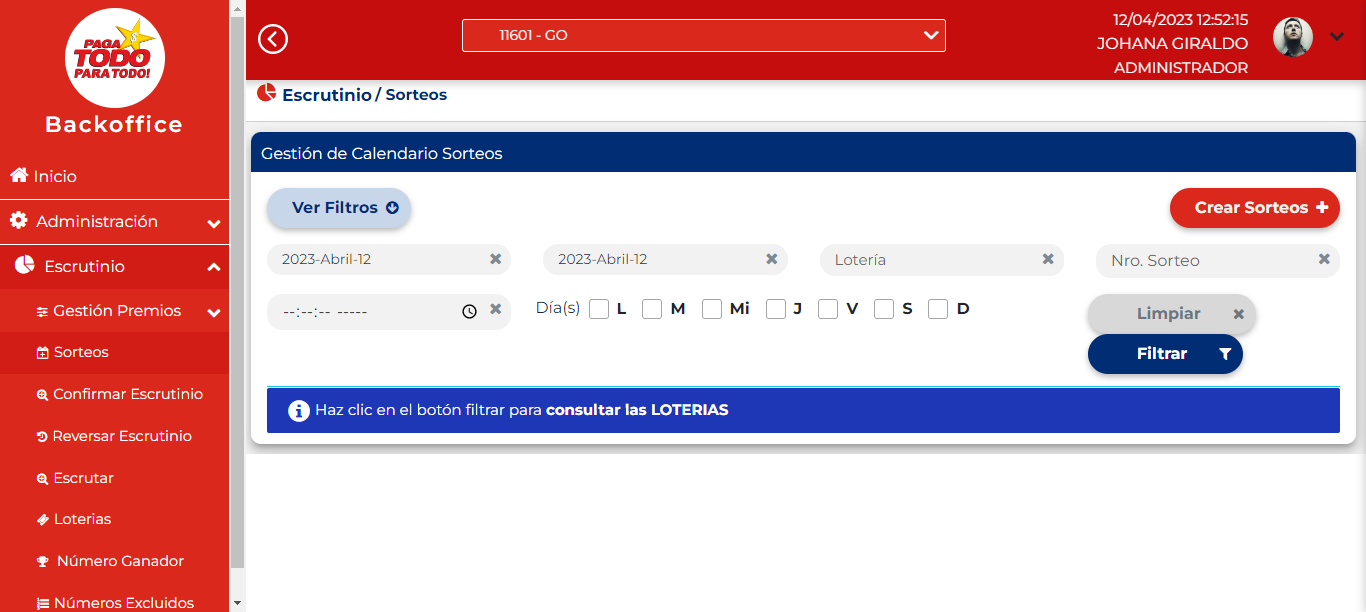 PAGA
TODO
PARA TODO!
Backoffice
Inicio
Administración
Escrutinio
Gestión Premios
Sorteos
Confirmar Escrutinio
Reversar Escrutinio
Escrutar
Loterias
Número Ganador
Números Excluidos
11601 - GO
12/04/2023 12:52:15
JOHANA GIRALDO
ADMINISTRADOR
Escrutinio / Sorteos
Gestión de Calendario Sorteos
Ver Filtros
Crear Sorteos
2023-Abril-12
2023-Abril-12
Lotería
Nro. Sorteo
--:--:-- -----
Día(s) L M Mi J V S D
Limpiar
Filtrar
Haz clic en el botón filtrar para consultar las LOTERIAS